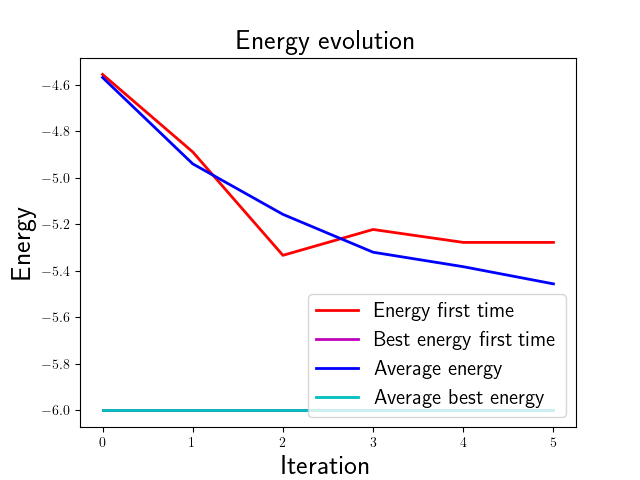 Energy evolution
Energy
−4.6
−4.8
−5.0
−5.2
−5.4
−5.6
−5.8
−6.0
Energy first time
Best energy first time
Average energy
Average best energy
0
1
2
3
4
5
Iteration